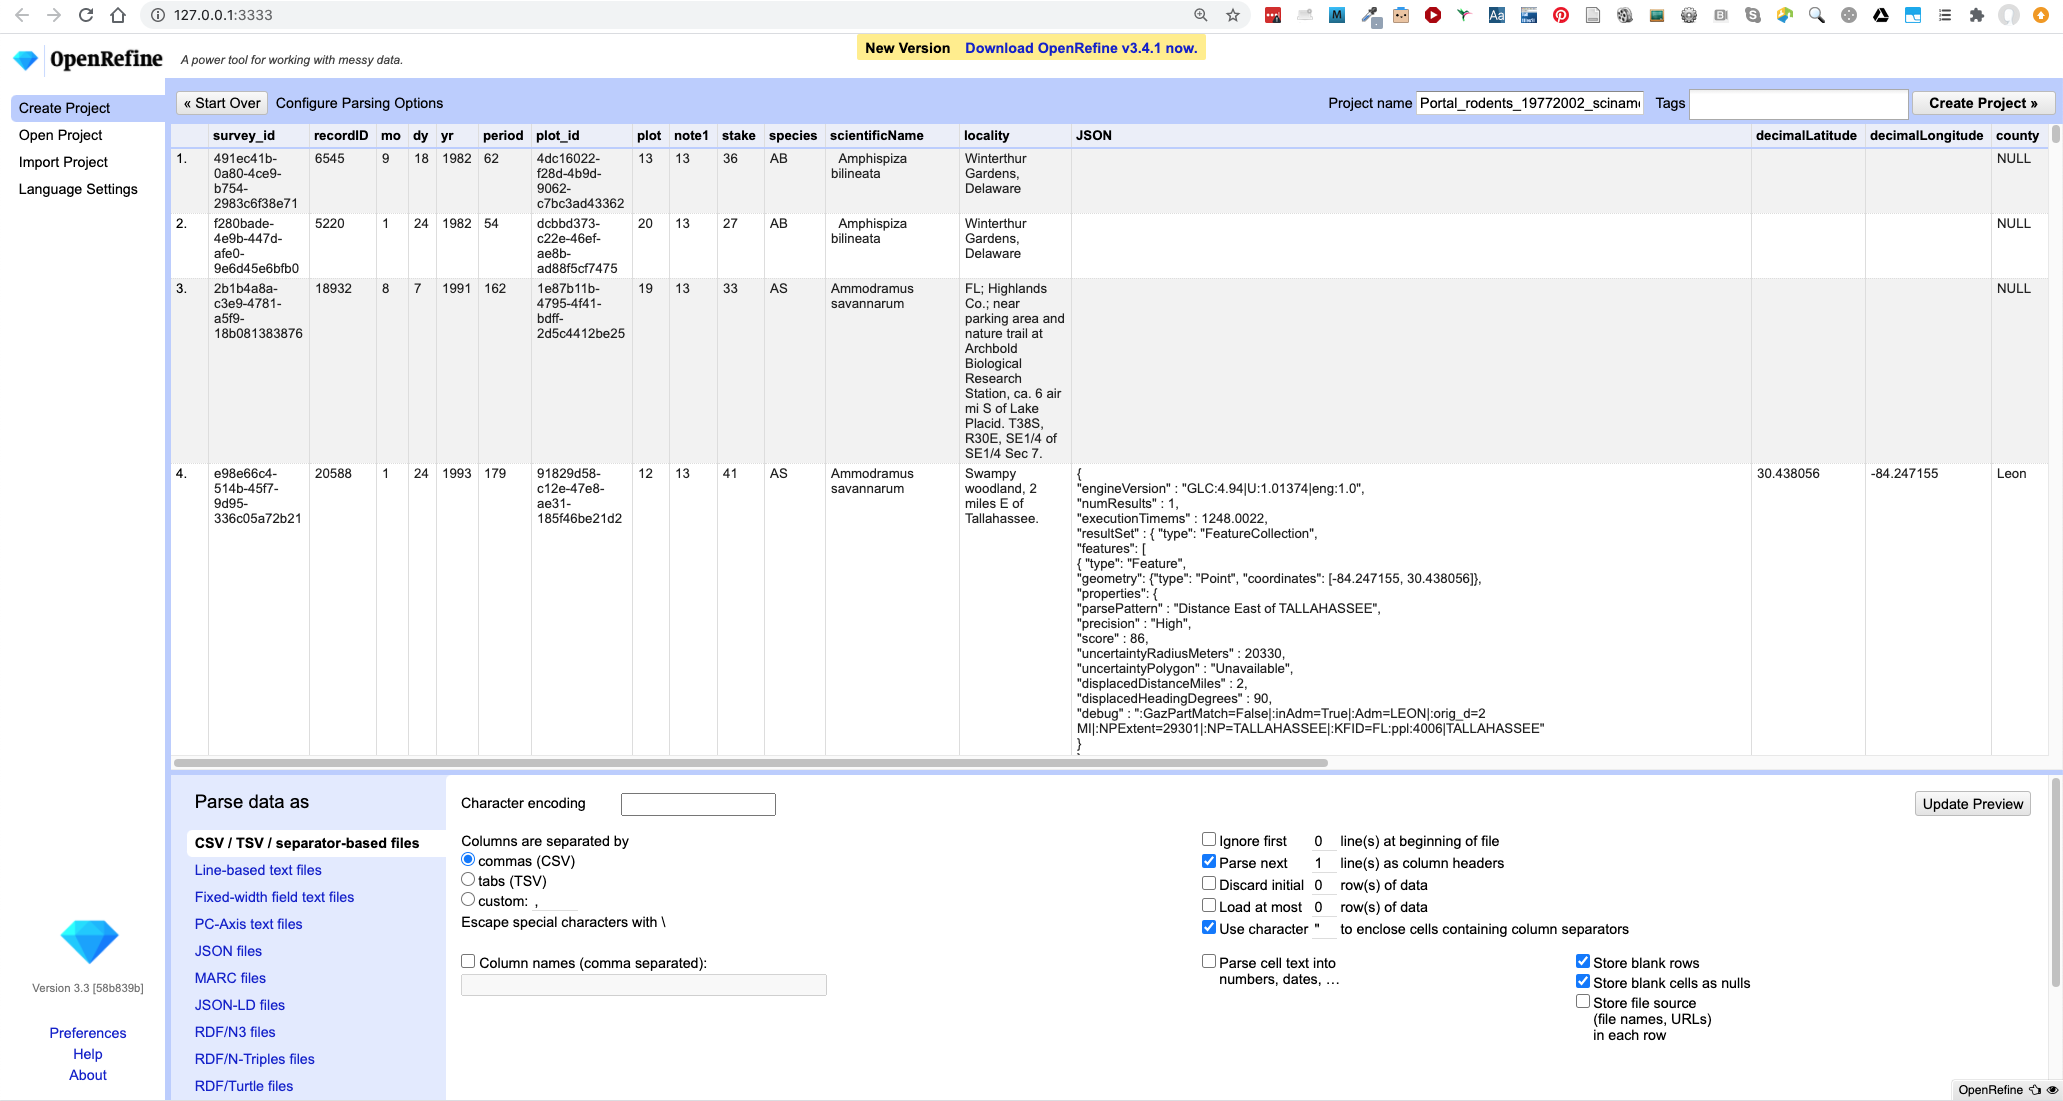 127.0.0.1:3333
OpenRefine A power tool for working with messy data.
New Version Download OpenRefine v3.4.1 now.
Create Project
Open Project
Import Project
Language Settings
« Start Over Configure Parsing Options Project name Portal_rodents_19772002_scinam Tags Create Project »
survey_id recordID mo dy yr period plot_id plot note1 stake species scientificName locality JSON decimalLatitude decimalLongitude county
1. 491ec41b- 6545 9 18 1982 62 4dc16022- 13 13 36 AB Amphispiza Winterthur NULL
0a80-4ce9- f28d-4b9d- bilineata Gardens,
b754- 9062- Delaware
2983c6f38e71 c7bc3ad43362
2. f280bade- 5220 1 24 1982 54 dcbbd373- 20 13 27 AB Amphispiza Winterthur NULL
4e9b-447d- c22e-46ef- bilineata Gardens,
afe0- ae8b- Delaware
9e6d45e6bfb0 ad88f5cf7475
3. 2b1b4a8a- 18932 8 7 1991 162 1e87b11b- 19 13 33 AS Ammodramus FL; Highlands NULL
c3e9-4781- 4795-4f41- savannarum Co.; near
a5f9- bdff- parking area and
18b081383876 2d5c4412be25 nature trail at
Archbold
Biological
Research
Station, ca. 6 air
mi S of Lake
Placid. T38S,
R30E, SE1/4 of
SE1/4 Sec 7.
4. e98e66c4- 20588 1 24 1993 179 91829d58- 12 13 41 AS Ammodramus Swampy { 30.438056 -84.247155 Leon
514b-45f7- c12e-47e8- savannarum woodland, 2 "engineVersion" : "GLC:4.94|U:1.01374|eng:1.0",
9d95- ae31- miles E of "numResults" : 1,
336c05a72b21 185f46be21d2 Tallahassee. "executionTimems" : 1248.0022,
"resultSet" : { "type": "FeatureCollection",
"features": [
{ "type": "Feature",
"geometry": {"type": "Point", "coordinates": [-84.247155, 30.438056]},
"properties": {
"parsePattern" : "Distance East of TALLAHASSEE",
"precision" : "High",
"score" : 86,
"uncertaintyRadiusMeters" : 20330,
"uncertaintyPolygon" : "Unavailable",
"displacedDistanceMiles" : 2,
"displacedHeadingDegrees" : 90,
"debug" : ":GazPartMatch=False|:inAdm=True|:Adm=LEON|:orig_d=2
MI|:NPExtent=29301|:NP=TALLAHASSEE|:KFID=FL:ppl:4006|TALLAHASSEE"
}
Parse data as
CSV / TSV / separator-based files
Line-based text files
Fixed-width field text files
PC-Axis text files
JSON files
MARC files
JSON-LD files
RDF/N3 files
RDF/N-Triples files
RDF/Turtle files
Character encoding
Update Preview
Columns are separated by
commas (CSV)
tabs (TSV)
custom: ,
Escape special characters with \
Column names (comma separated):
Ignore first 0 line(s) at beginning of file
Parse next 1 line(s) as column headers
Discard initial 0 row(s) of data
Load at most 0 row(s) of data
Use character " to enclose cells containing column separators
Parse cell text into
numbers, dates, ...
Store blank rows
Store blank cells as nulls
Store file source
(file names, URLs)
in each row
Version 3.3 [58b839b]
Preferences
Help
About
OpenRefine